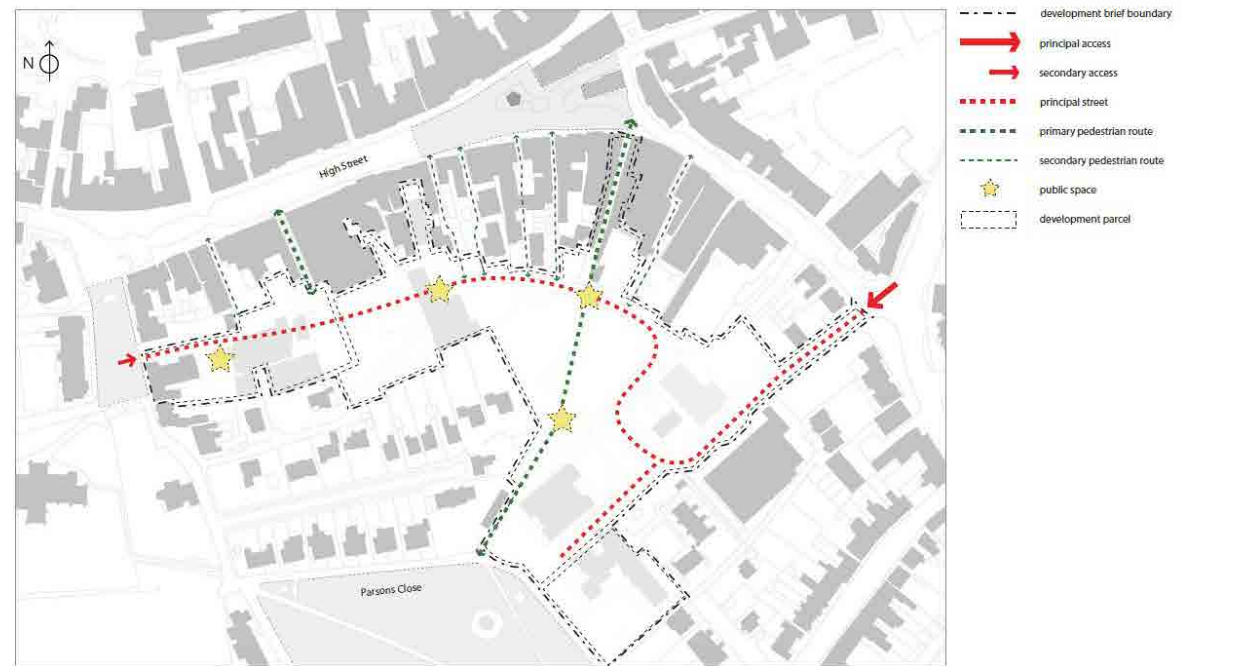 N
High Street
Parsons Close
development brief boundary
principal access
secondary access
principal street
primary pedestrian route
secondary pedestrian route
public space
development parcel